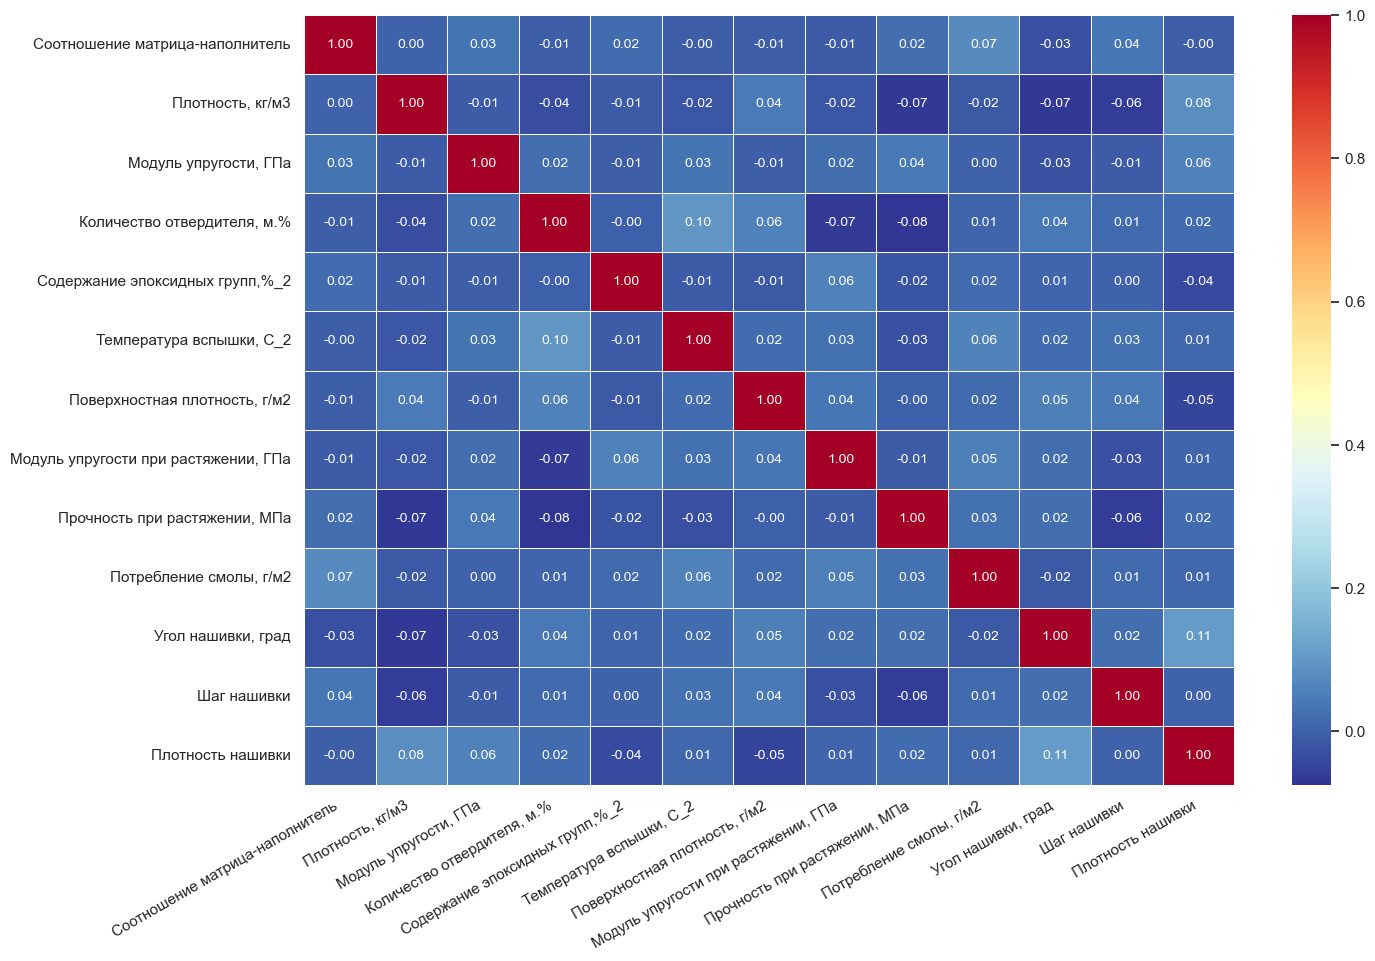 Соотношение матрица-наполнитель 1.00 0.00 0.03 -0.01 0.02 -0.00 -0.01 -0.01 0.02 0.07 -0.03 0.04 -0.00
Плотность, кг/м3 0.00 1.00 -0.01 -0.04 -0.01 -0.02 0.04 -0.02 -0.07 -0.02 -0.07 -0.06 0.08
Модуль упругости, ГПа 0.03 -0.01 1.00 0.02 -0.01 0.03 -0.01 0.02 0.04 0.00 -0.03 -0.01 0.06
Количество отвердителя, м.% -0.01 -0.04 0.02 1.00 -0.00 0.10 0.06 -0.07 -0.08 0.01 0.04 0.01 0.02
Содержание эпоксидных групп,%_2 0.02 -0.01 -0.01 -0.00 1.00 -0.01 -0.01 0.06 -0.02 0.02 0.01 0.00 -0.04
Температура вспышки, С_2 -0.00 -0.02 0.03 0.10 -0.01 1.00 0.02 0.03 -0.03 0.06 0.02 0.03 0.01
Поверхностная плотность, г/м2 -0.01 0.04 -0.01 0.06 -0.01 0.02 1.00 0.04 -0.00 0.02 0.05 0.04 -0.05
Модуль упругости при растяжении, ГПа -0.01 -0.02 0.02 -0.07 0.06 0.03 0.04 1.00 -0.01 0.05 0.02 -0.03 0.01
Прочность при растяжении, МПа 0.02 -0.07 0.04 -0.08 -0.02 -0.03 -0.00 -0.01 1.00 0.03 0.02 -0.06 0.02
Потребление смолы, г/м2 0.07 -0.02 0.00 0.01 0.02 0.06 0.02 0.05 0.03 1.00 -0.02 0.01 0.01
Угол нашивки, град -0.03 -0.07 -0.03 0.04 0.01 0.02 0.05 0.02 0.02 -0.02 1.00 0.02 0.11
Шаг нашивки 0.04 -0.06 -0.01 0.01 0.00 0.03 0.04 -0.03 -0.06 0.01 0.02 1.00 0.00
Плотность нашивки -0.00 0.08 0.06 0.02 -0.04 0.01 -0.05 0.01 0.02 0.01 0.11 0.00 1.00
Соотношение матрица-наполнитель
Плотность, кг/м3
Модуль упругости, ГПа
Количество отвердителя, м.%
Содержание эпоксидных групп,%_2
Температура вспышки, С_2
Поверхностная плотность, г/м2
Модуль упругости при растяжении, ГПа
Прочность при растяжении, МПа
Потребление смолы, г/м2
Угол нашивки, град
Шаг нашивки
Плотность нашивки
1.0
0.8
0.6
0.4
0.2
0.0